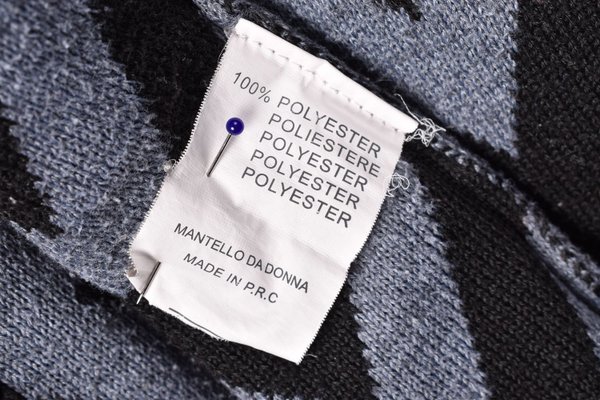 100% POLYESTER
POLIESTERE
POLYESTER
POLYESTER
POLYESTER
MANTELLO DA DONNA
MADE IN P.R.C